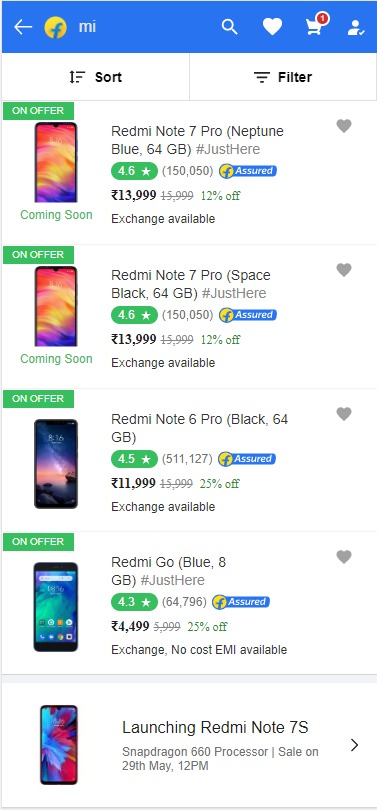 mi
1
Sort
Filter
ON OFFER
Redmi Note 7 Pro (Neptune
Blue, 64 GB) #JustHere
4.6 ★ (150,050) f Assured
₹13,999 15,999 12% off
Coming Soon
Exchange available
ON OFFER
Redmi Note 7 Pro (Space
Black, 64 GB) #JustHere
4.6 ★ (150,050) f Assured
₹13,999 15,999 12% off
Coming Soon
Exchange available
ON OFFER
Redmi Note 6 Pro (Black, 64
GB)
8:16
4.5 ★ (511,127) f Assured
₹11,999 15,999 25% off
Exchange available
ON OFFER
Redmi Go (Blue, 8
GB) #JustHere
8:16
4.3 ★ (64,796) f Assured
₹4,499 5,999 25% off
Exchange, No cost EMI available
Launching Redmi Note 7S
Snapdragon 660 Processor | Sale on
29th May, 12PM